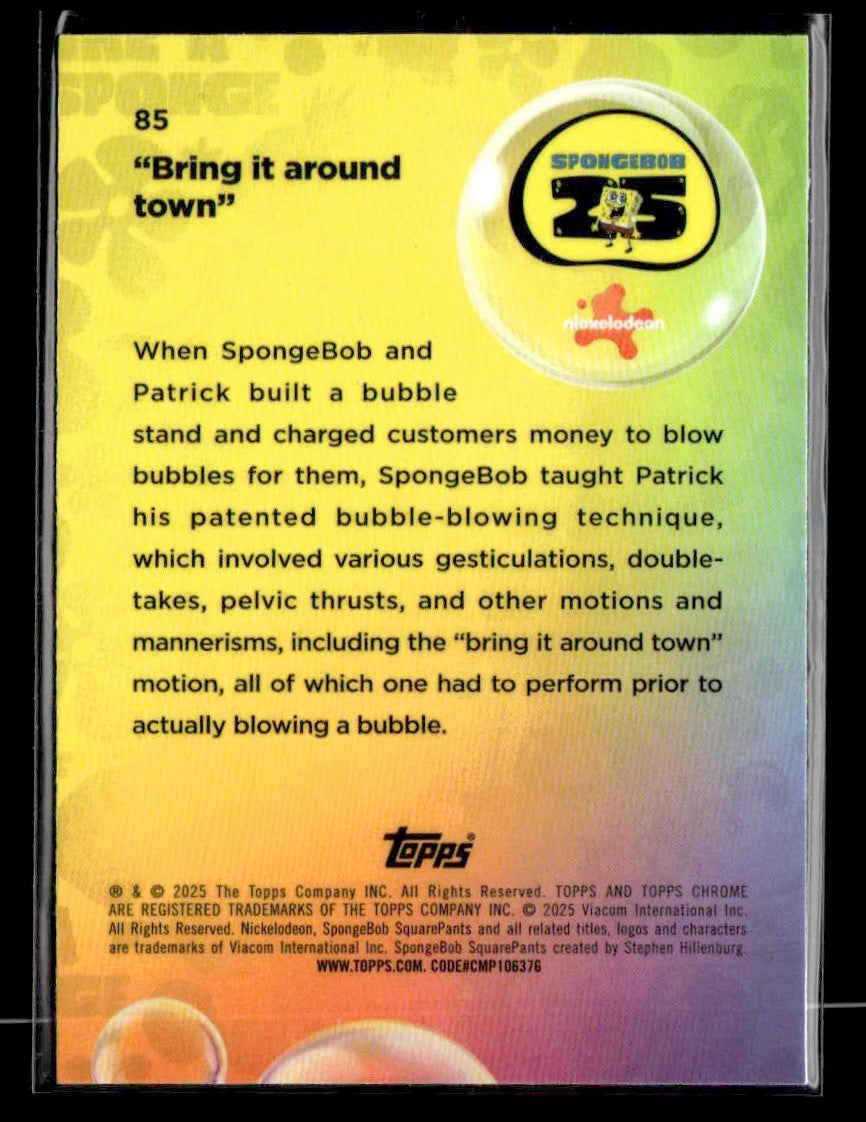 KE A
SPONGE
85
“Bring it around
town”
SPONGEBOB
25
nickelodeon
When SpongeBob and
Patrick built a bubble
stand and charged customers money to blow
bubbles for them, SpongeBob taught Patrick
his patented bubble-blowing technique,
which involved various gesticulations, double-
takes, pelvic thrusts, and other motions and
mannerisms, including the “bring it around town”
motion, all of which one had to perform prior to
actually blowing a bubble.
TOPPS®
® & © 2025 The Topps Company INC. All Rights Reserved. TOPPS AND TOPPS CHROME
ARE REGISTERED TRADEMARKS OF THE TOPPS COMPANY INC. © 2025 Viacom International Inc.
All Rights Reserved. Nickelodeon, SpongeBob SquarePants and all related titles, logos and characters
are trademarks of Viacom International Inc. SpongeBob SquarePants created by Stephen Hillenburg.
WWW.TOPPS.COM. CODE#CMP106376